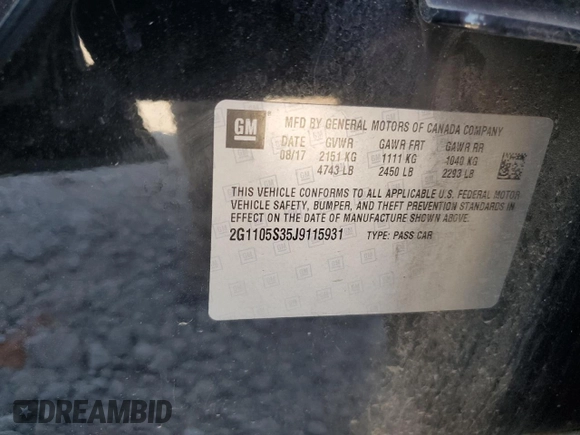 GM
MFD BY GENERAL MOTORS OF CANADA COMPANY
DATE GVWR GAWR FRT GAWR RR
08/17 2151 KG 1111 KG 1040 KG
4743 LB 2450 LB 2293 LB
THIS VEHICLE CONFORMS TO ALL APPLICABLE U.S. FEDERAL MOTOR
VEHICLE SAFETY, BUMPER, AND THEFT PREVENTION STANDARDS IN
EFFECT ON THE DATE OF MANUFACTURE SHOWN ABOVE.
2G1105S35J9115931 TYPE: PASS CAR
DREAMBID